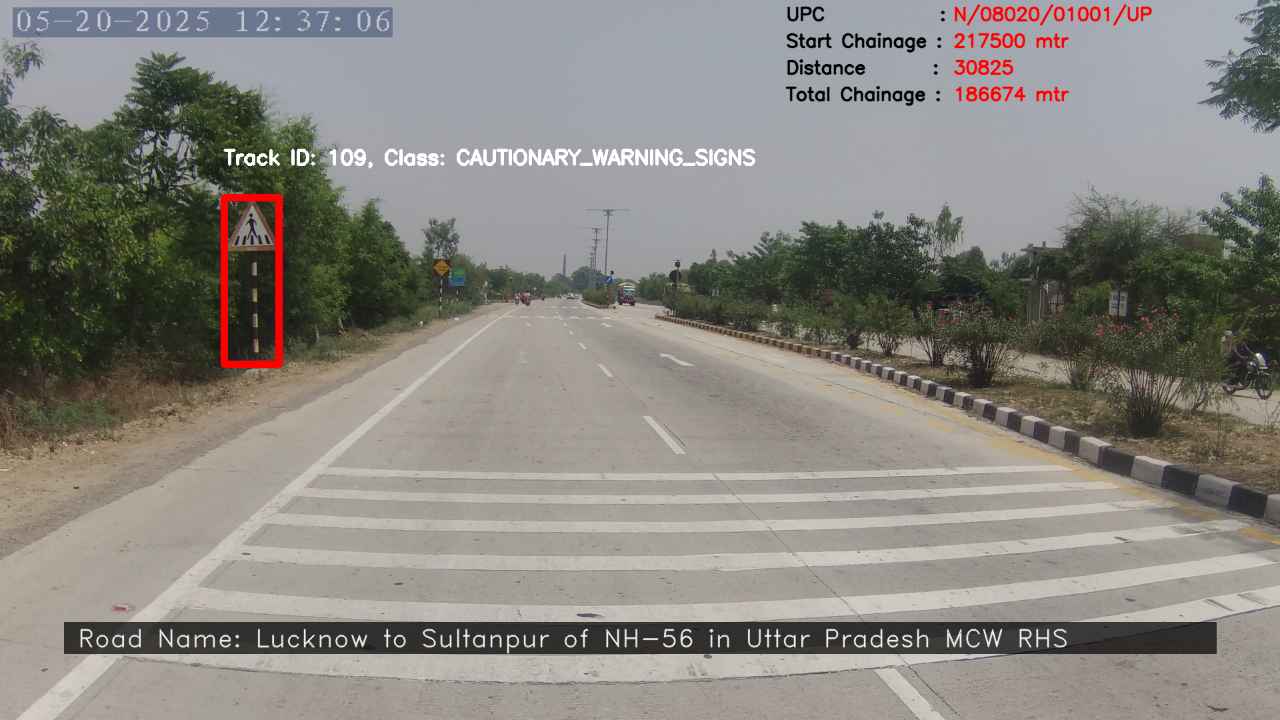 05-20-2025 12:37:06
UPC : N/08020/01001/UP
Start Chainage : 217500 mtr
Distance : 30825
Total Chainage : 186674 mtr
Track ID: 109, Class: CAUTIONARY_WARNING_SIGNS
Road Name: Lucknow to Sultanpur of NH-56 in Uttar Pradesh MCW RHS